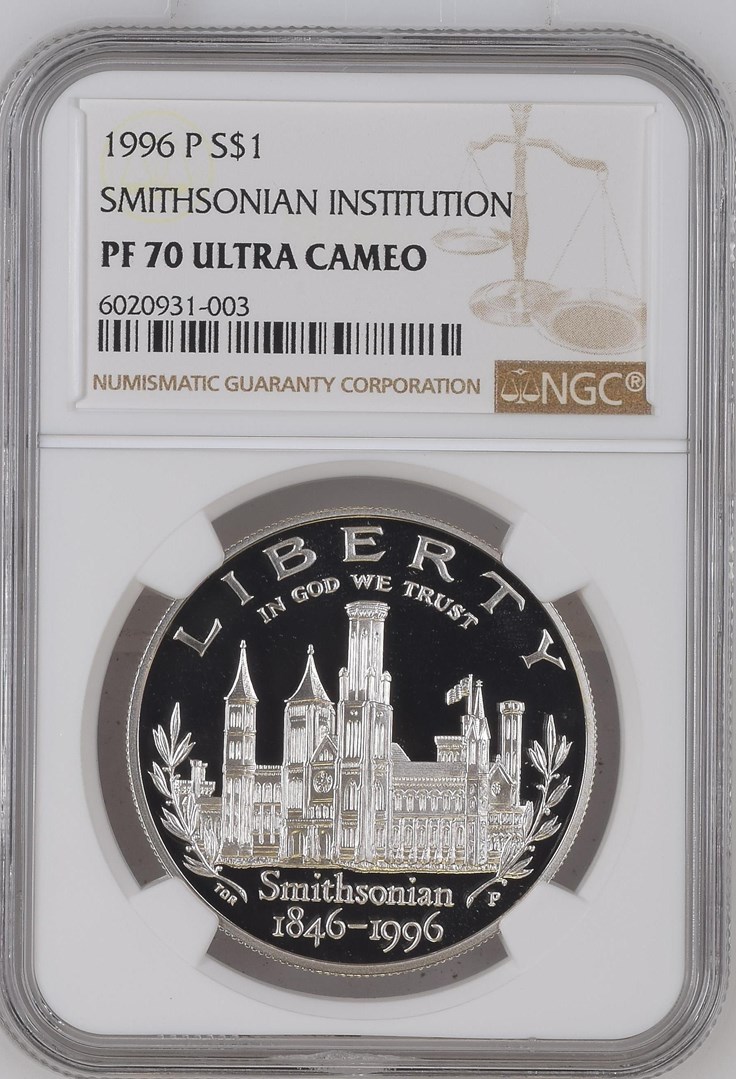 1996 P S$1
SMITHSONIAN INSTITUTION
PF 70 ULTRA CAMEO
6020931-003
NUMISMATIC GUARANTY CORPORATION
NGC®
LIBERTY
IN GOD WE TRUST
TDR
P
Smithsonian
1846-1996